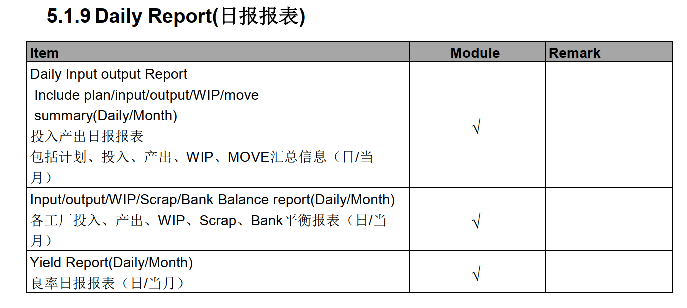 5.1.9 Daily Report(日报报表)
Item Module Remark
Daily Input output Report
Include plan/input/output/WIP/move
summary(Daily/Month)
√
投入产出日报报表
包括计划、投入、产出、WIP、MOVE汇总信息（日/当
月）
Input/output/WIP/Scrap/Bank Balance report(Daily/Month)
各工厂投入、产出、WIP、Scrap、Bank平衡报表（日/当
√
月）
Yield Report(Daily/Month)
√
良率日报报表（日/当月）